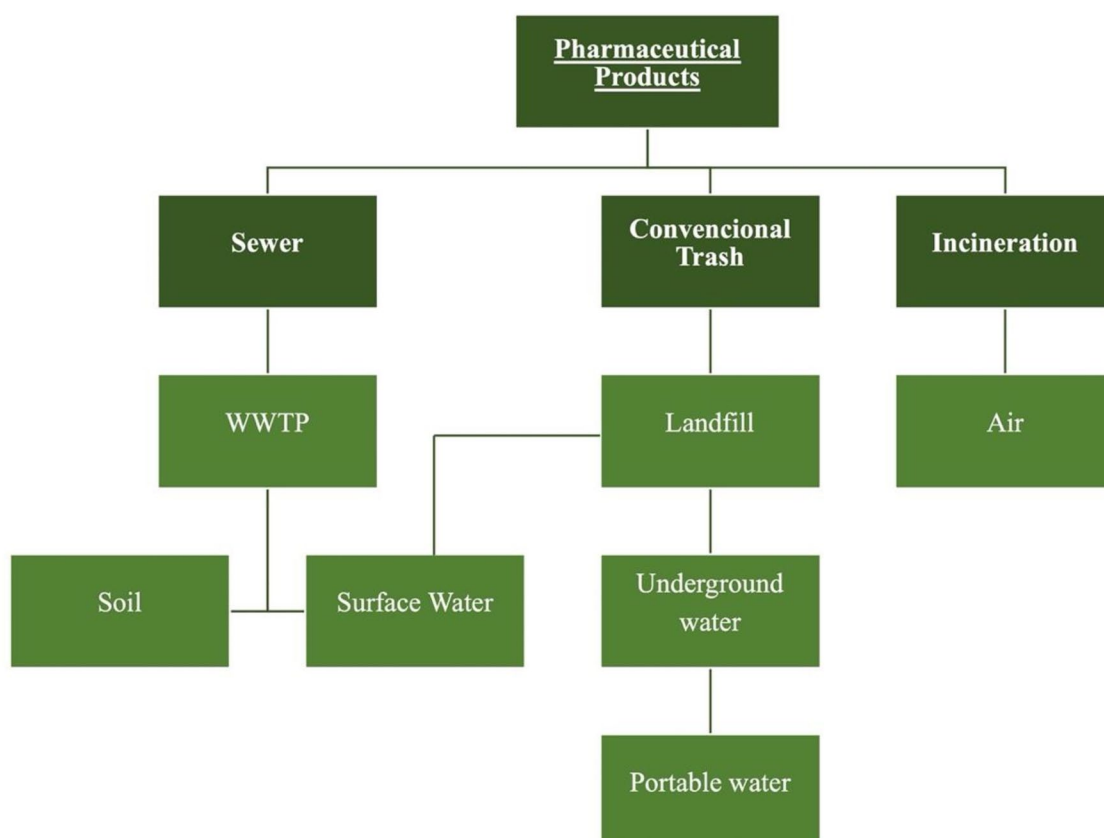 Pharmaceutical
Products
Sewer
Convencional
Trash
Incineration
WWTP
Landfill
Air
Soil
Surface Water
Underground
water
Portable water